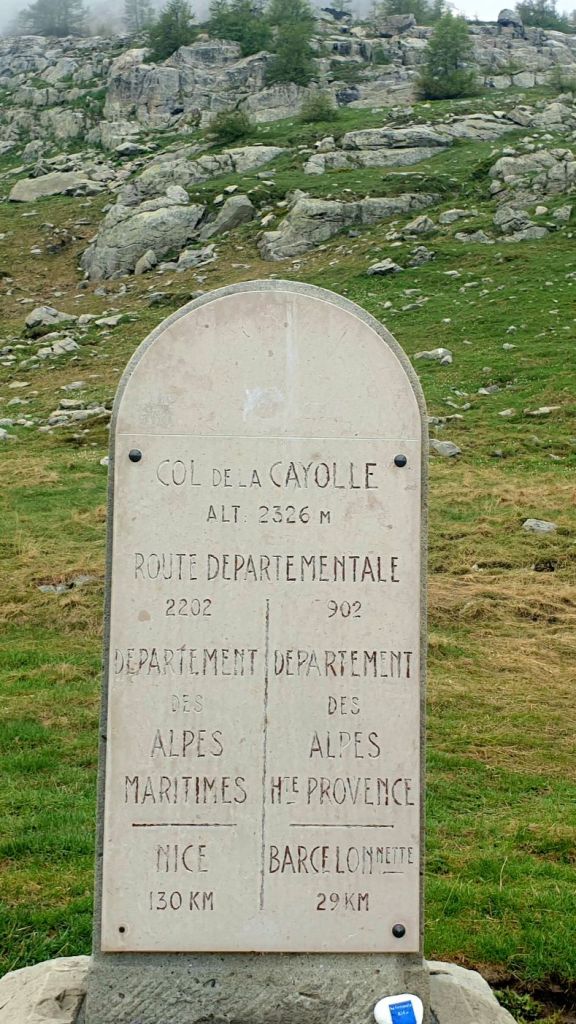 COL DE LA CAYOLLE
ALT. 2326 M
ROUTE DEPARTEMENTALE
2202 902
DEPARTEMENT DEPARTEMENT
DES DES
ALPES ALPES
MARITIMES HTE PROVENCE
NICE BARCELONNETTE
130 KM 29 KM